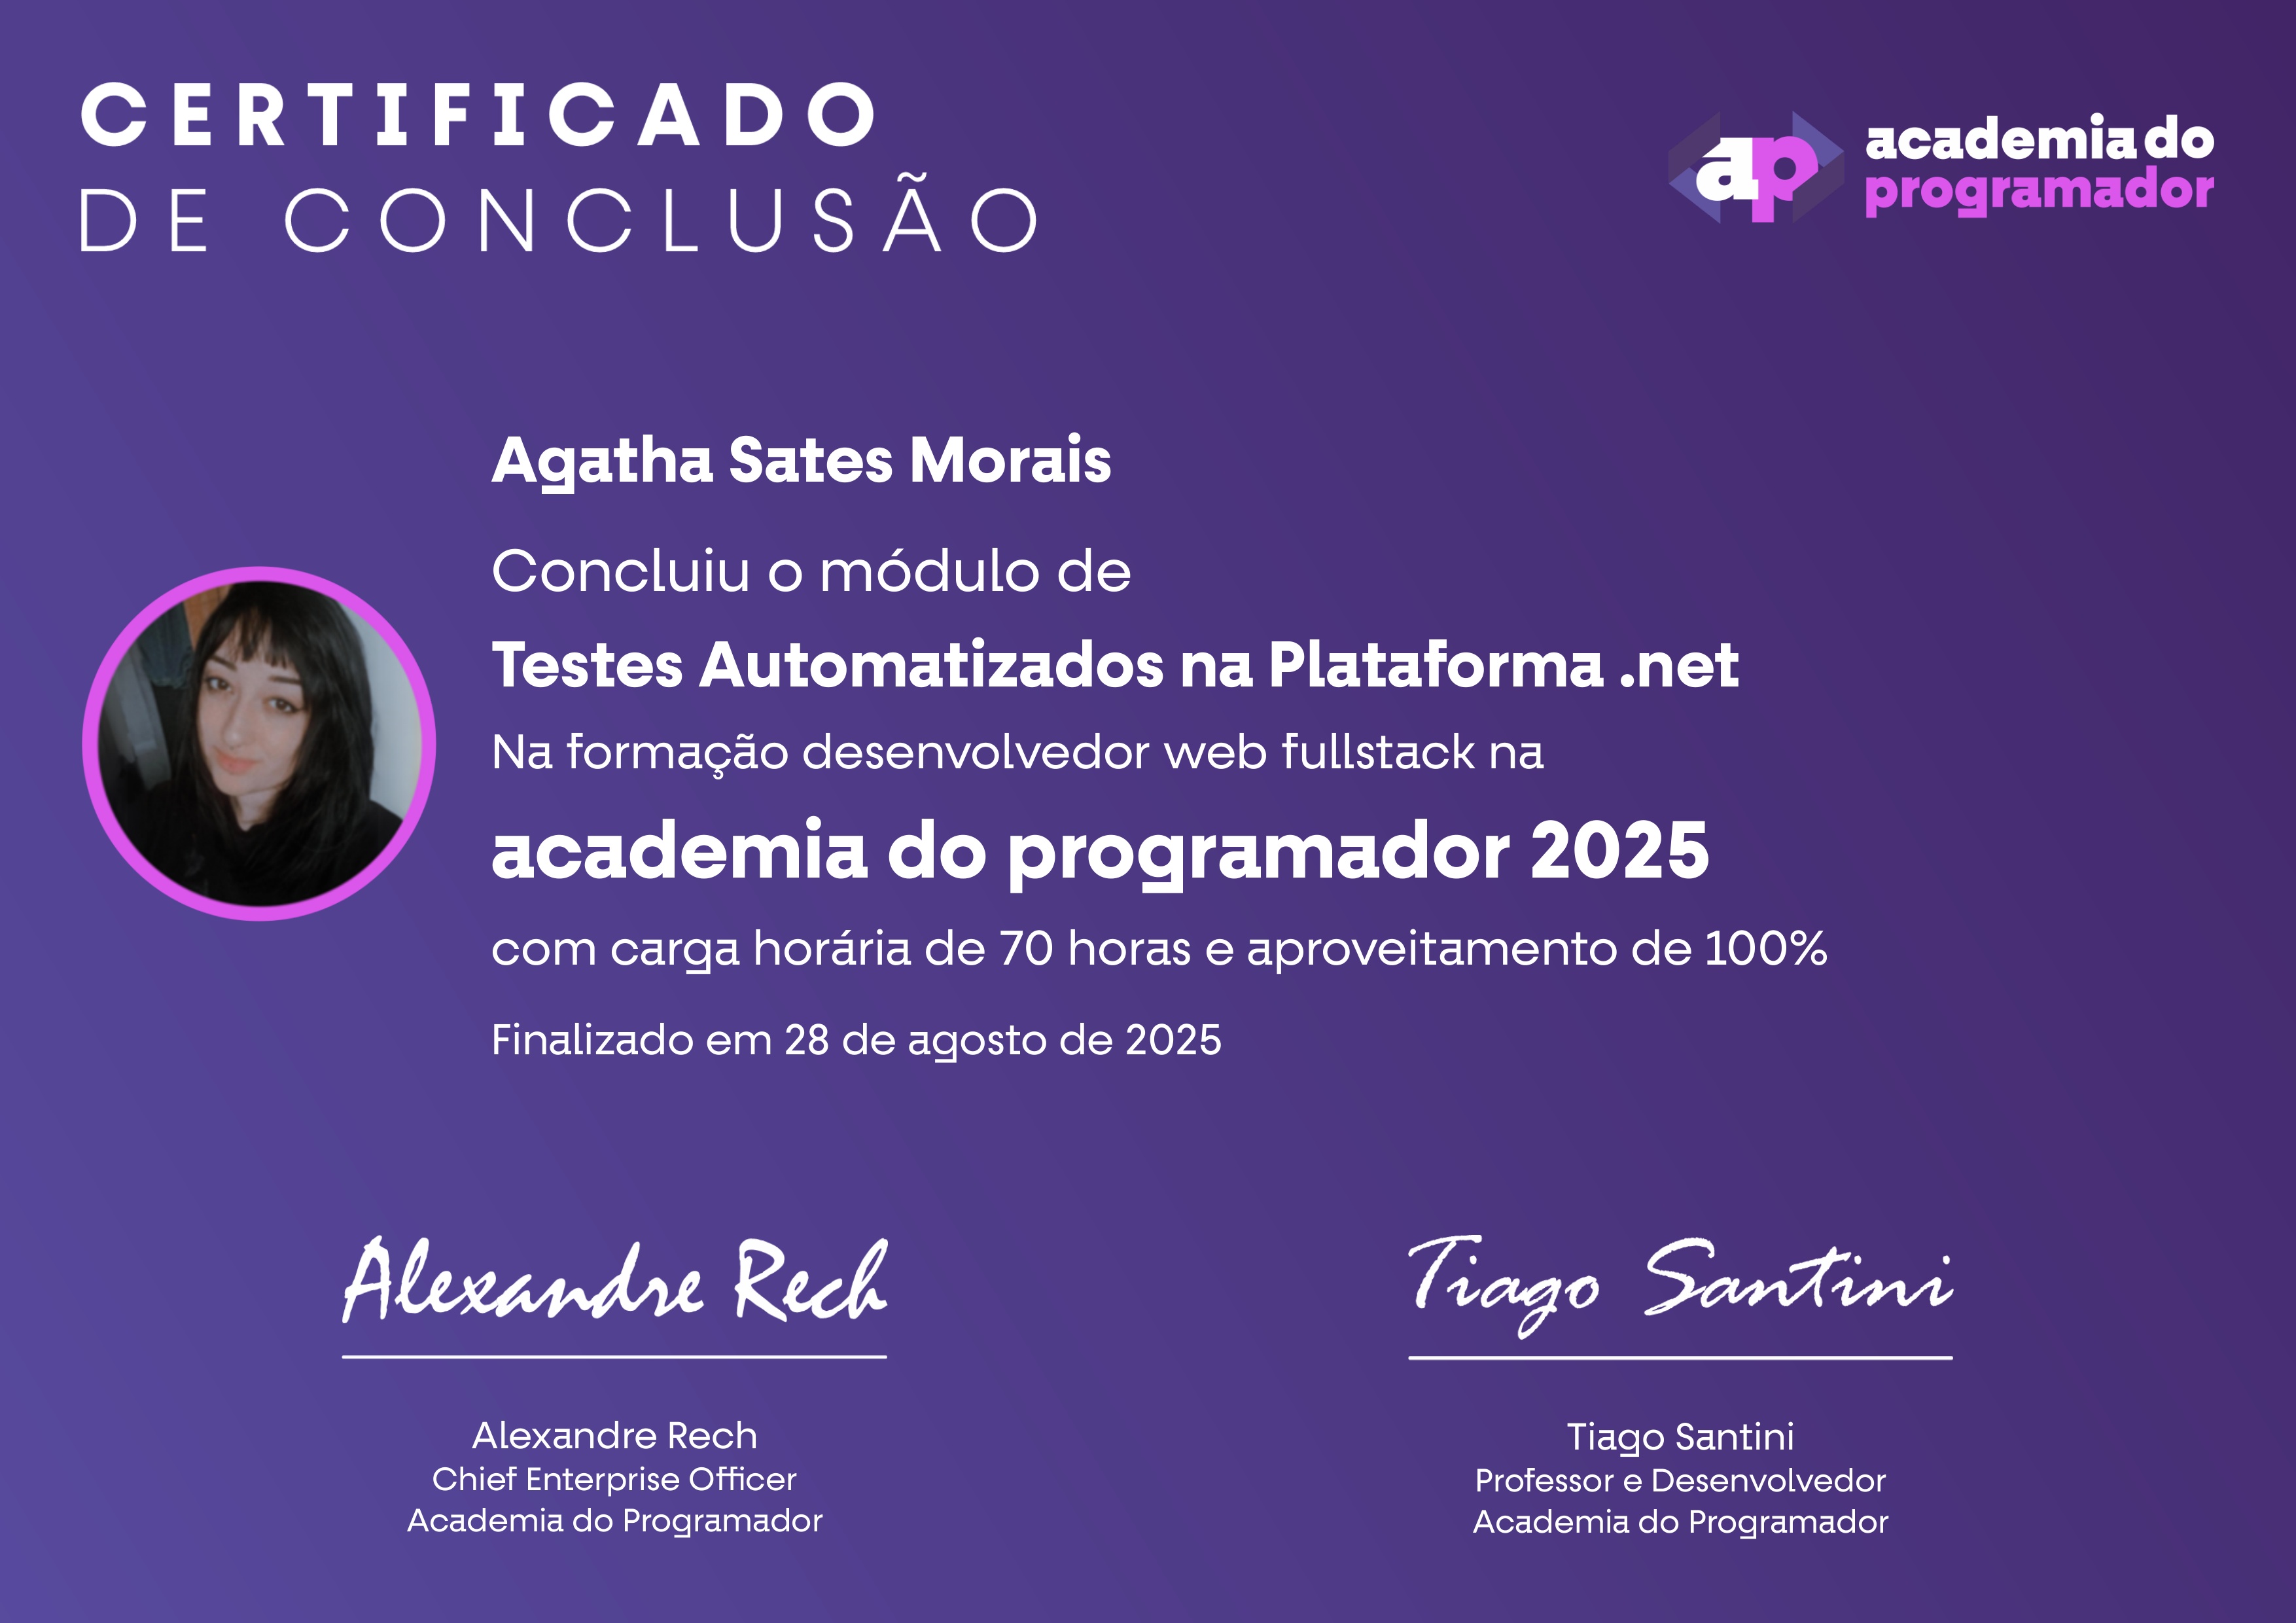 CERTIFICADO
DE CONCLUSÃO
ap
academia do
programador
Agatha Sates Morais
Concluiu o módulo de
Testes Automatizados na Plataforma .net
Na formação desenvolvedor web fullstack na
academia do programador 2025
com carga horária de 70 horas e aproveitamento de 100%
Finalizado em 28 de agosto de 2025
Alexandre Rech
Alexandre Rech
Chief Enterprise Officer
Academia do Programador
Tiago Santini
Tiago Santini
Professor e Desenvolvedor
Academia do Programador